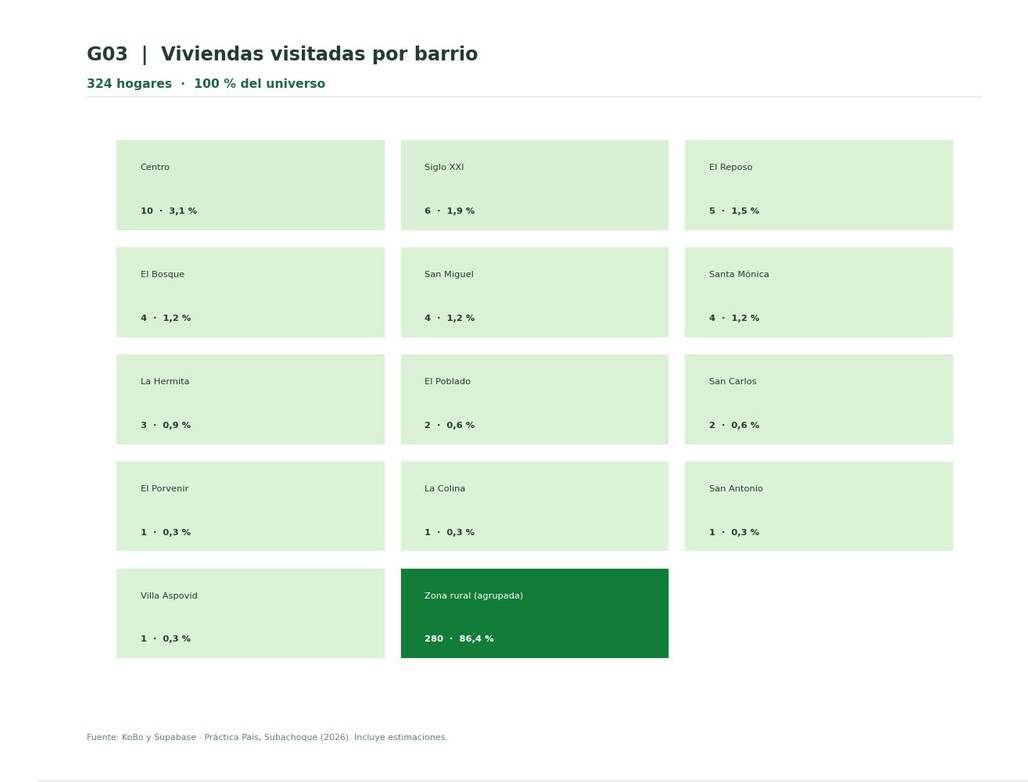 G03 | Viviendas visitadas por barrio
324 hogares · 100 % del universo
Centro
10 · 3,1 %
Siglo XXI
6 · 1,9 %
El Reposo
5 · 1,5 %
El Bosque
4 · 1,2 %
San Miguel
4 · 1,2 %
Santa Mónica
4 · 1,2 %
La Hermita
3 · 0,9 %
El Poblado
2 · 0,6 %
San Carlos
2 · 0,6 %
El Porvenir
1 · 0,3 %
La Colina
1 · 0,3 %
San Antonio
1 · 0,3 %
Villa Aspovid
1 · 0,3 %
Zona rural (agrupada)
280 · 86,4 %
Fuente: KoBo y Supabase · Práctica País, Subachoque (2026). Incluye estimaciones.